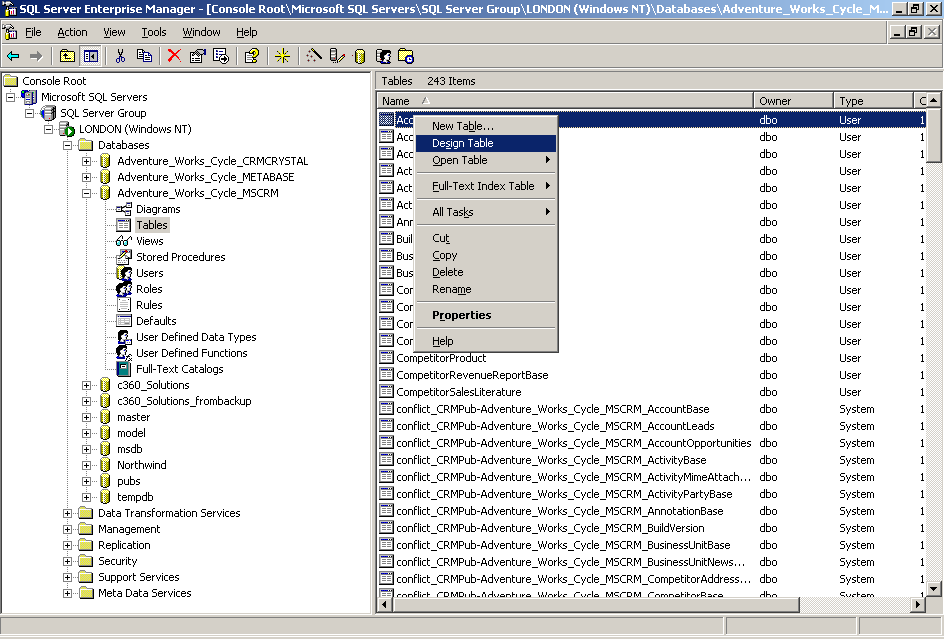 SQL Server Enterprise Manager - [Console Root\Microsoft SQL Servers\SQL Server Group\LONDON (Windows NT)\Databases\Adventure_Works_Cycle_M...
File Action View Tools Window Help
Console Root
Microsoft SQL Servers
SQL Server Group
LONDON (Windows NT)
Databases
Adventure_Works_Cycle_CRMCRYSTAL
Adventure_Works_Cycle_METABASE
Adventure_Works_Cycle_MSCRM
Diagrams
Tables
Views
Stored Procedures
Users
Roles
Rules
Defaults
User Defined Data Types
User Defined Functions
Full-Text Catalogs
c360_Solutions
c360_Solutions_frombackup
master
model
msdb
Northwind
pubs
tempdb
Data Transformation Services
Management
Replication
Security
Support Services
Meta Data Services
Tables 243 Items
Name Owner Type C
Acc dbo User 1
Acc dbo User 1
Acc dbo User 1
Act dbo User 1
Act dbo User 1
Act dbo User 1
Ann dbo User 1
Buil dbo User 1
Bus dbo User 1
Bus dbo User 1
Con dbo User 1
Con dbo User 1
Con dbo User 1
Con dbo User 1
CompetitorProduct dbo User 1
CompetitorRevenueReportBase dbo User 1
CompetitorSalesLiterature dbo User 1
conflict_CRMPub-Adventure_Works_Cycle_MSCRM_AccountBase dbo System 1
conflict_CRMPub-Adventure_Works_Cycle_MSCRM_AccountLeads dbo System 1
conflict_CRMPub-Adventure_Works_Cycle_MSCRM_AccountOpportunities dbo System 1
conflict_CRMPub-Adventure_Works_Cycle_MSCRM_ActivityBase dbo System 1
conflict_CRMPub-Adventure_Works_Cycle_MSCRM_ActivityMimeAttach... dbo System 1
conflict_CRMPub-Adventure_Works_Cycle_MSCRM_ActivityPartyBase dbo System 1
conflict_CRMPub-Adventure_Works_Cycle_MSCRM_AnnotationBase dbo System 1
conflict_CRMPub-Adventure_Works_Cycle_MSCRM_BuildVersion dbo System 1
conflict_CRMPub-Adventure_Works_Cycle_MSCRM_BusinessUnitBase dbo System 1
conflict_CRMPub-Adventure_Works_Cycle_MSCRM_BusinessUnitNews... dbo System 1
conflict_CRMPub-Adventure_Works_Cycle_MSCRM_CompetitorAddress... dbo System 1
conflict_CRMPub-Adventure_Works_Cycle_MSCRM_CompetitorBase dbo System 1
New Table...
Design Table
Open Table
Full-Text Index Table
All Tasks
Cut
Copy
Delete
Rename
Properties
Help